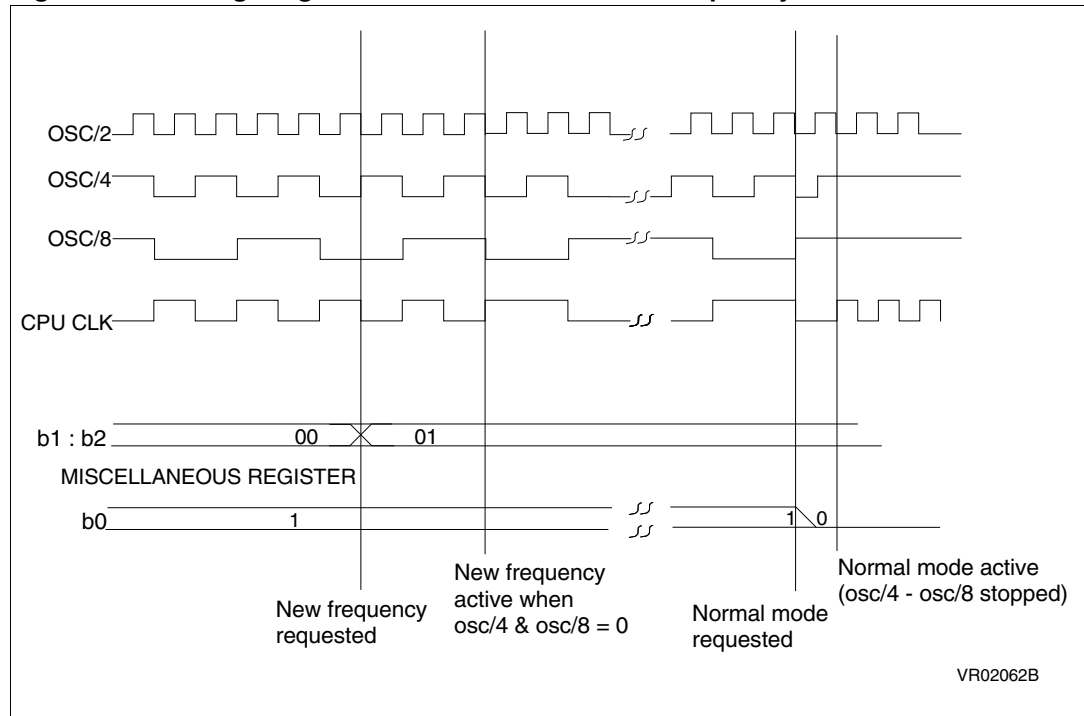 OSC/2
OSC/4
OSC/8
CPU CLK
b1 : b2
00
01
MISCELLANEOUS REGISTER
b0
1
1
0
New frequency
requested
New frequency
active when
osc/4 & osc/8 = 0
Normal mode
requested
Normal mode active
(osc/4 - osc/8 stopped)
VR02062B